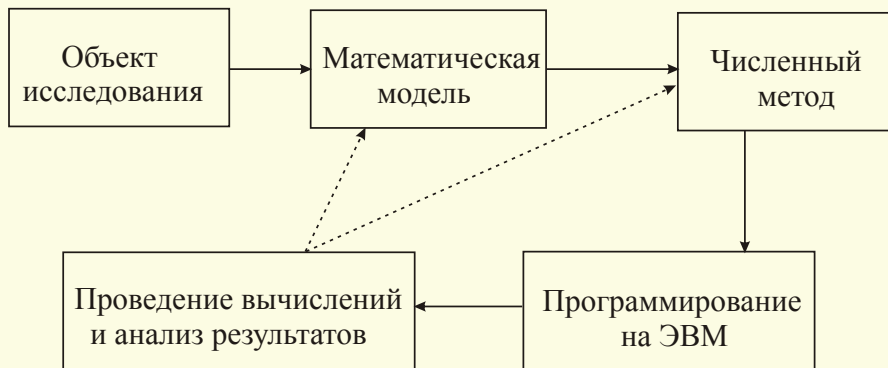 Объект
исследования
Математическая
модель
Численный
метод
Проведение вычислений
и анализ результатов
Программирование
на ЭВМ